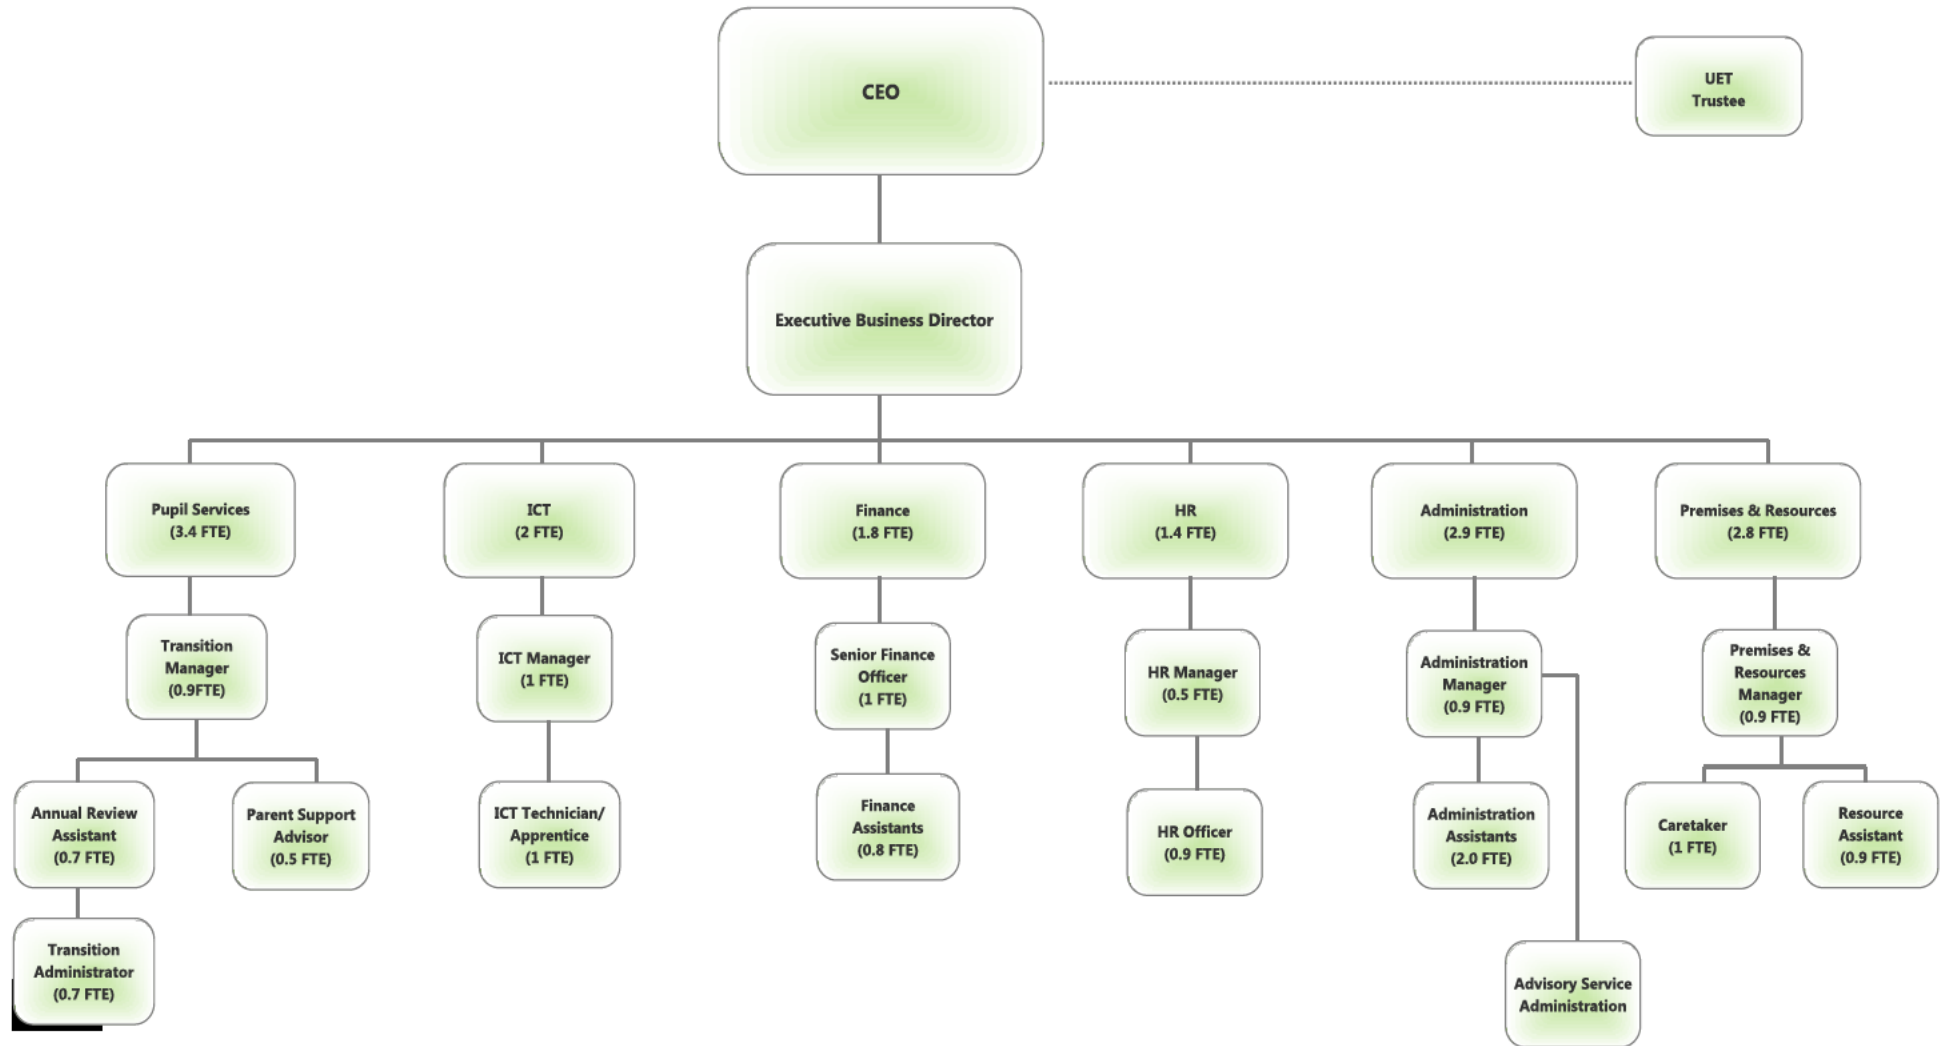 CEO
UET
Trustee
Executive Business Director
Pupil Services
(3.4 FTE)
ICT
(2 FTE)
Finance
(1.8 FTE)
HR
(1.4 FTE)
Administration
(2.9 FTE)
Premises & Resources
(2.8 FTE)
Transition
Manager
(0.9FTE)
ICT Manager
(1 FTE)
Senior Finance
Officer
(1 FTE)
HR Manager
(0.5 FTE)
Administration
Manager
(0.9 FTE)
Premises &
Resources
Manager
(0.9 FTE)
Annual Review
Assistant
(0.7 FTE)
Parent Support
Advisor
(0.5 FTE)
ICT Technician/
Apprentice
(1 FTE)
Finance
Assistants
(0.8 FTE)
HR Officer
(0.9 FTE)
Administration
Assistants
(2.0 FTE)
Caretaker
(1 FTE)
Resource
Assistant
(0.9 FTE)
Transition
Administrator
(0.7 FTE)
Advisory Service
Administration